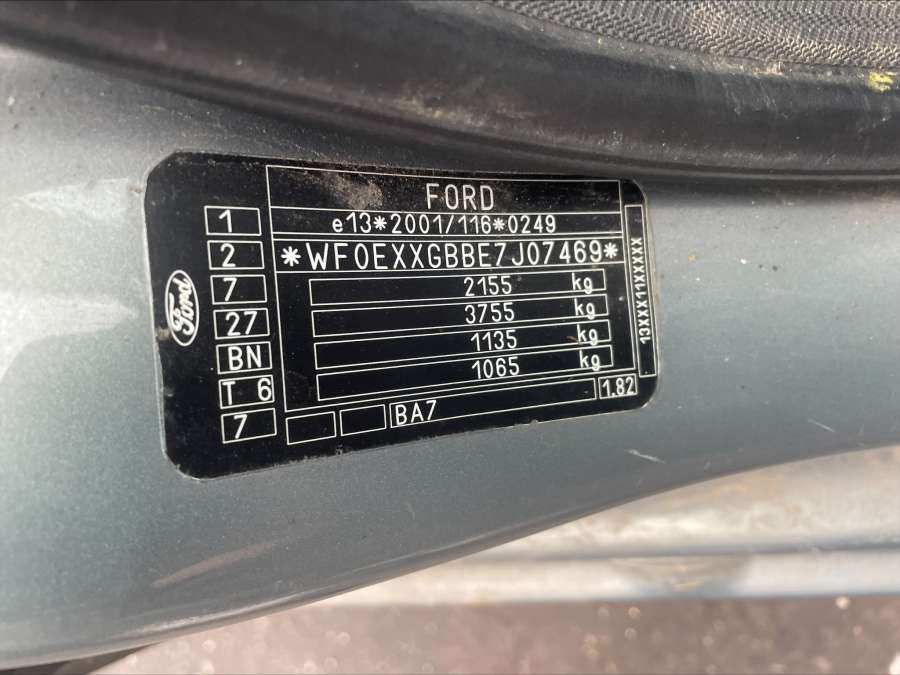 FORD
e13*2001/116*0249
*WF0EXXGBBE7J07469*
2155 kg
3755 kg
1135 kg
1065 kg
BA7
1.82
13XXX11XXXXX
1
2
7
27
BN
T 6
7
Ford